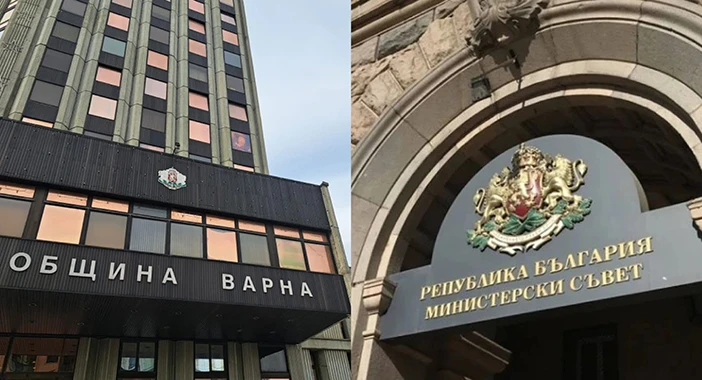 ОБЩИНА ВАРНА
РЕПУБЛИКА БЪЛГАРИЯ
МИНИСТЕРСКИ СЪВЕТ